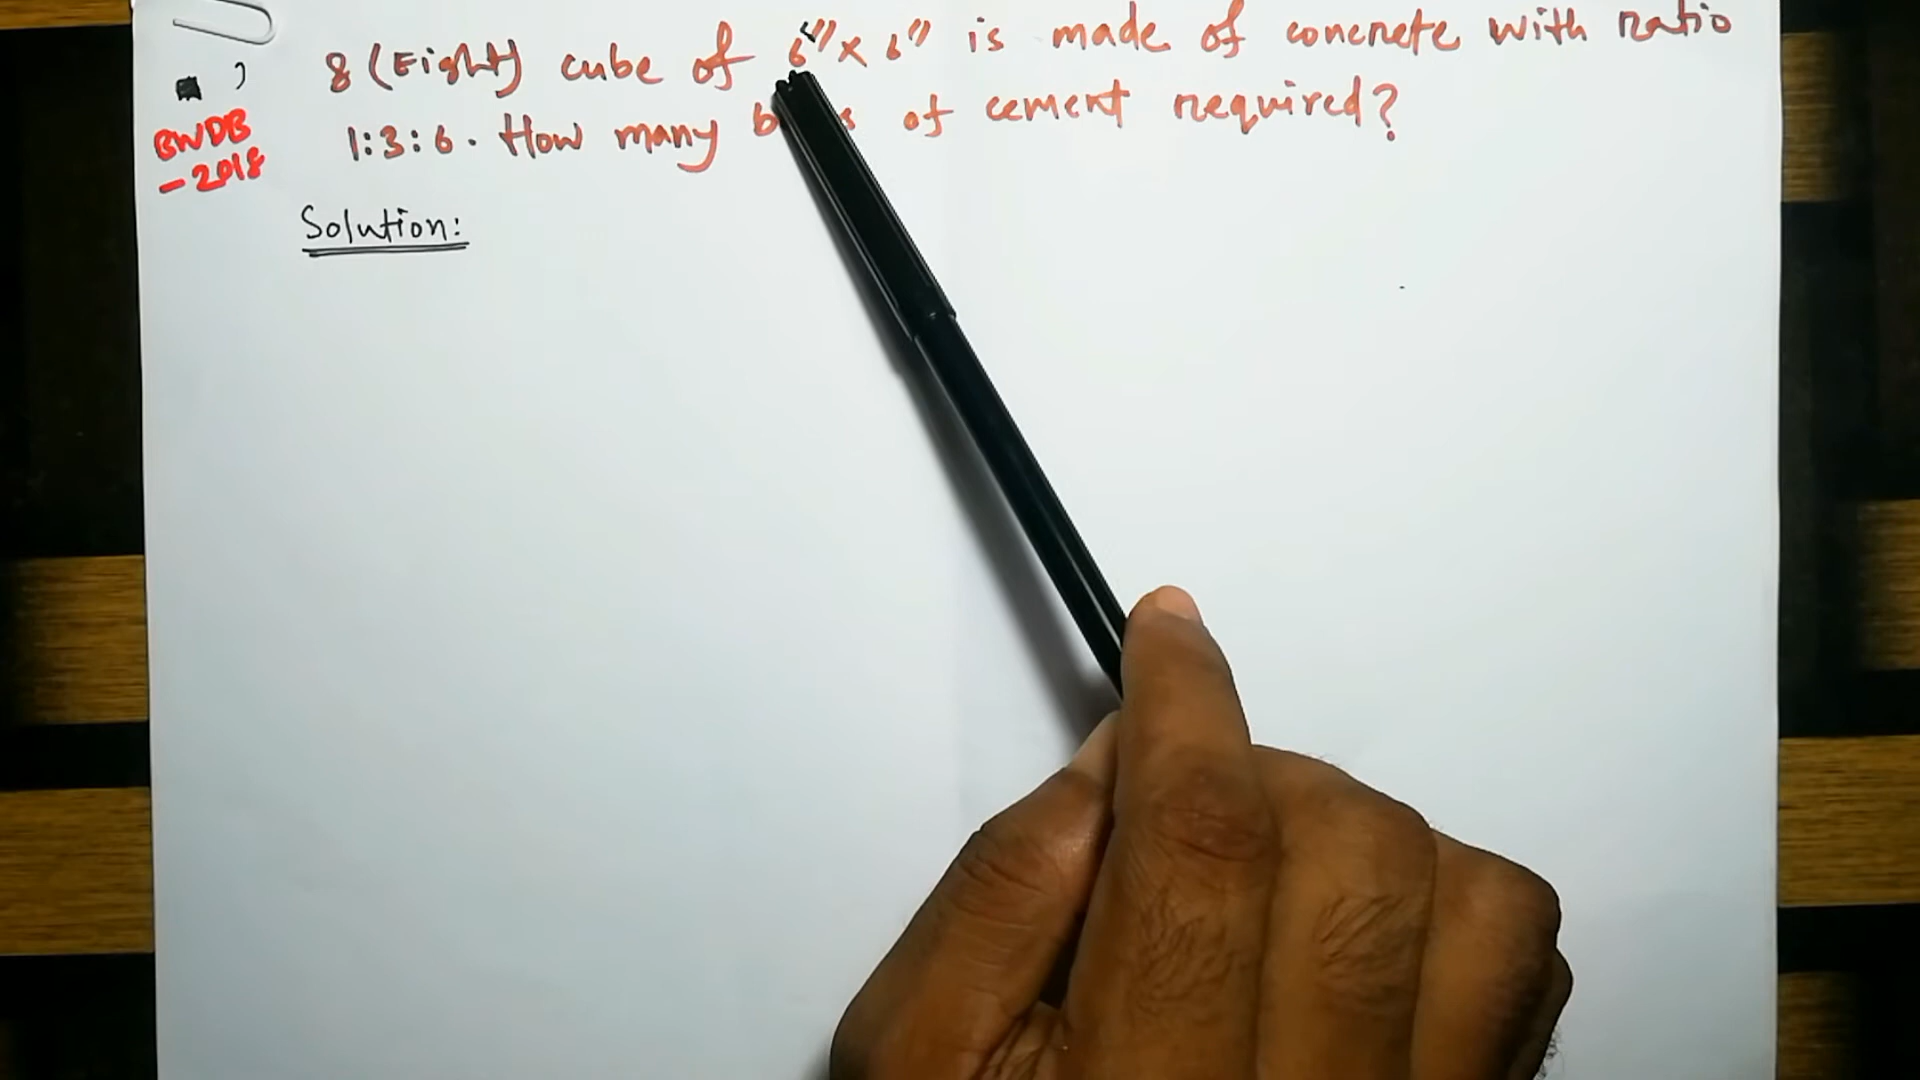 8 (Eight) cube of 6"x 6" is made of concrete with ratio
1:3:6. How many of cement required?
BWDB
-2018
Solution: